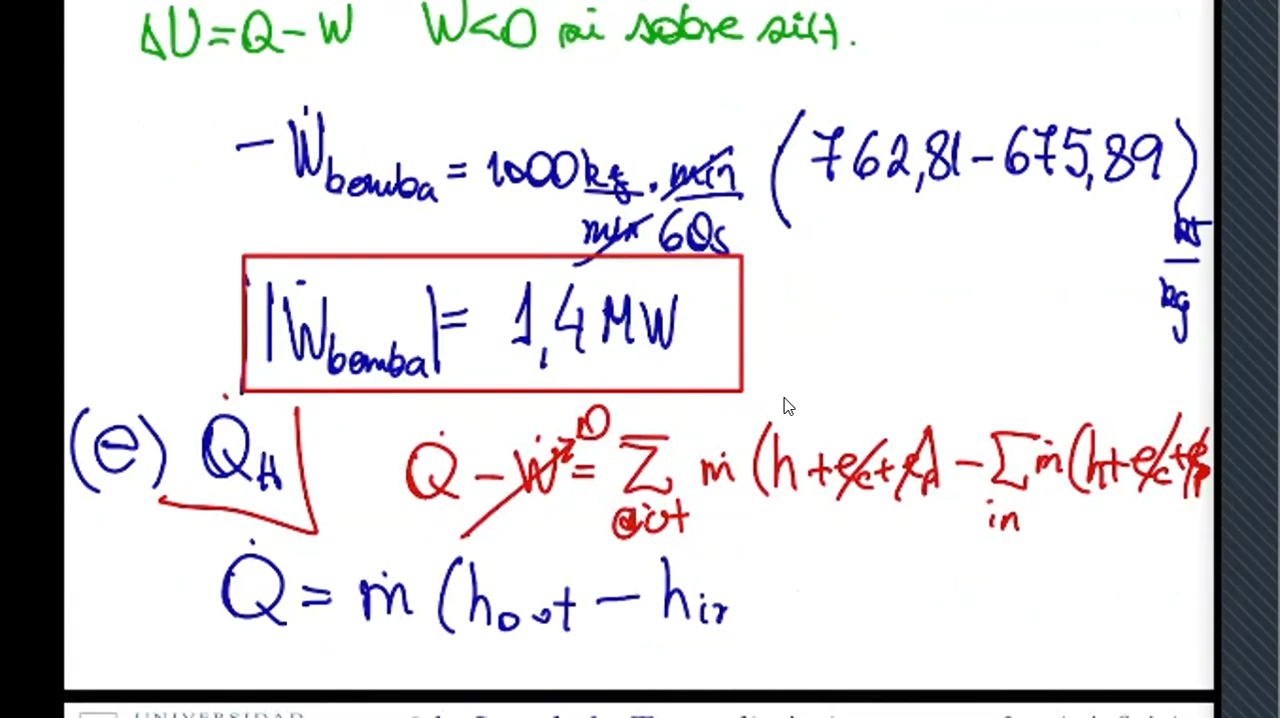 ΔU = Q − W   W<0 si sobre sist.
− Ẇbomba = 1000 kg/min · min/60s (762,81 − 675,89) kJ/kg
|Ẇbomba| = 1,4 MW
(e) Q̇H   Q̇ − Ẇ = Σout ṁ (h + ec + ep) − Σin ṁ (h + ec + ep
Q̇ = ṁ (hout − hin
UNIVERSIDAD